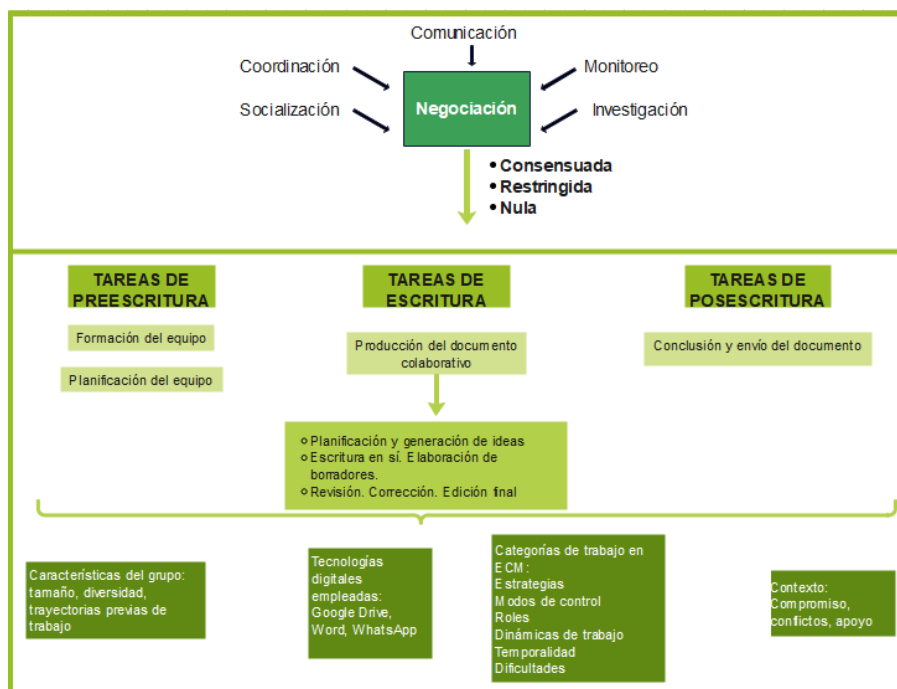 Comunicación
Coordinación
Monitoreo
Negociación
Socialización
Investigación
• Consensuada
• Restringida
• Nula
TAREAS DE
PREESCRITURA
Formación del equipo
Planificación del equipo
TAREAS DE
ESCRITURA
Producción del documento
colaborativo
Planificación y generación de ideas
Escritura en sí. Elaboración de
borradores.
Revisión. Corrección. Edición final
TAREAS DE
POSESCRITURA
Conclusión y envío del documento
Características del grupo:
tamaño, diversidad,
trayectorias previas de
trabajo
Tecnologías
digitales
empleadas:
Google Drive,
Word, WhatsApp
Categorías de trabajo en
ECM:
Estrategias
Modos de control
Roles
Dinámicas de trabajo
Temporalidad
Dificultades
Contexto:
Compromiso,
conflictos, apoyo